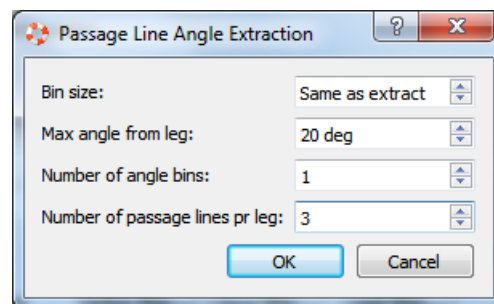 Passage Line Angle Extraction
Bin size: Same as extract
Max angle from leg: 20 deg
Number of angle bins: 1
Number of passage lines pr leg: 3
OK Cancel